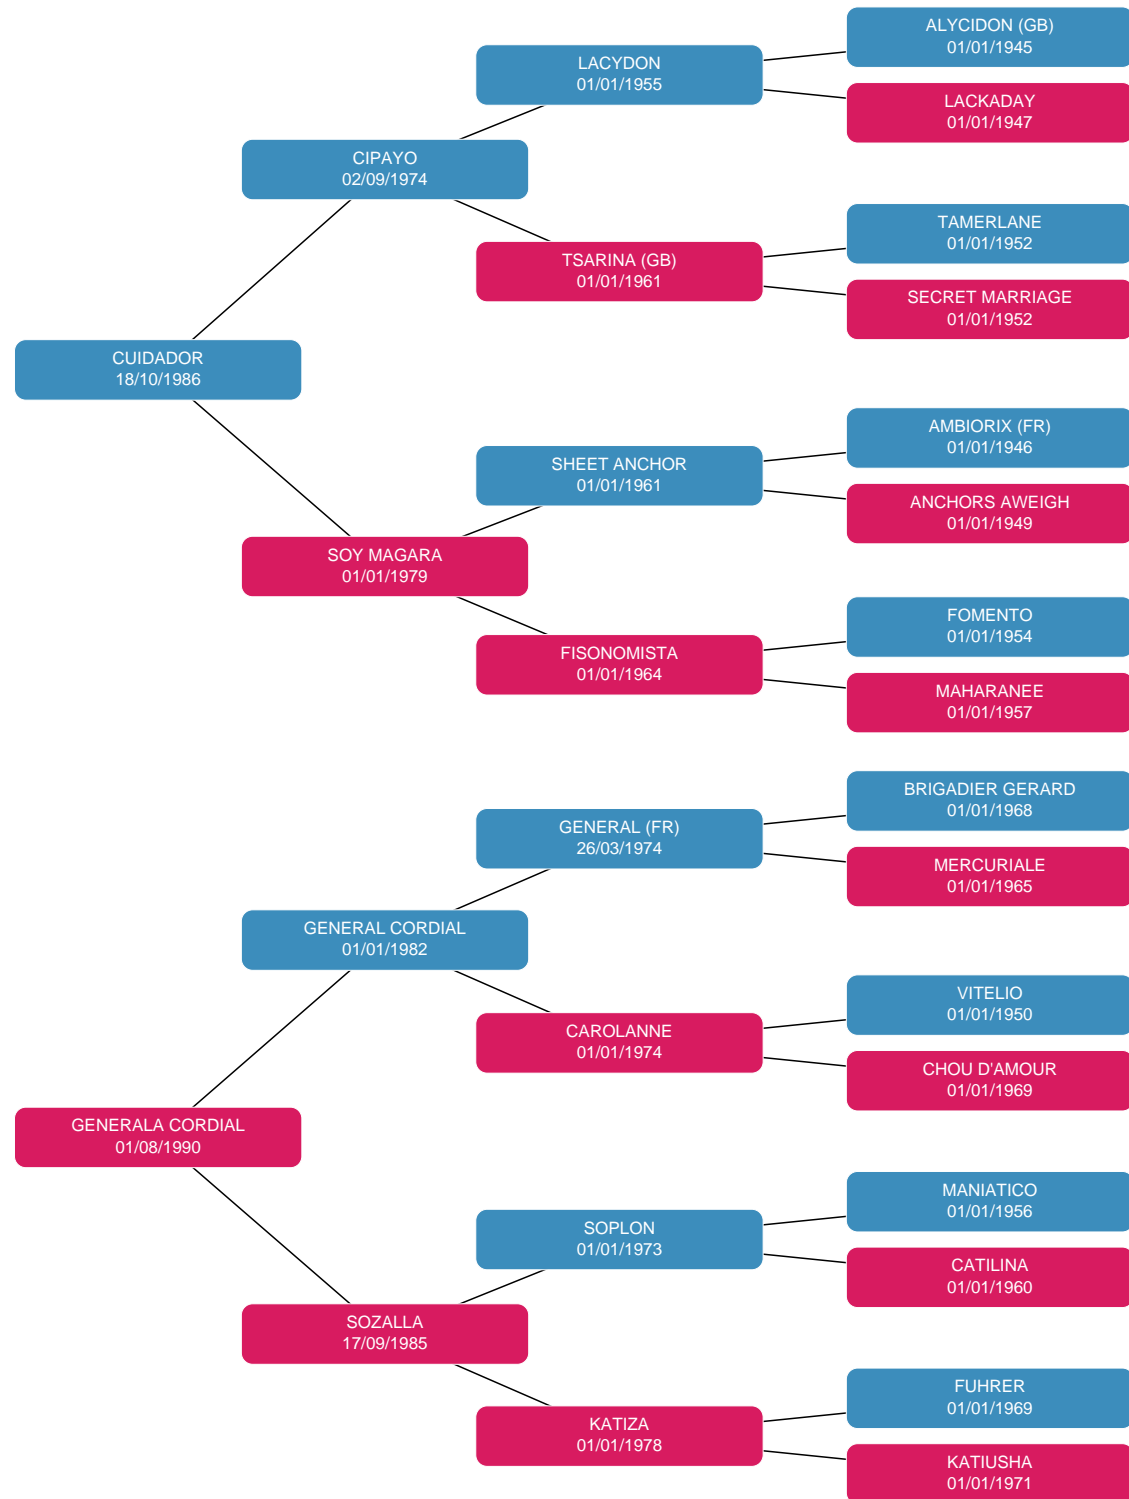 ALYCIDON (GB)
01/01/1945
LACYDON
01/01/1955
LACKADAY
01/01/1947
CIPAYO
02/09/1974
TAMERLANE
01/01/1952
TSARINA (GB)
01/01/1961
SECRET MARRIAGE
01/01/1952
CUIDADOR
18/10/1986
AMBIORIX (FR)
01/01/1946
SHEET ANCHOR
01/01/1961
ANCHORS AWEIGH
01/01/1949
SOY MAGARA
01/01/1979
FOMENTO
01/01/1954
FISONOMISTA
01/01/1964
MAHARANEE
01/01/1957
BRIGADIER GERARD
01/01/1968
GENERAL (FR)
26/03/1974
MERCURIALE
01/01/1965
GENERAL CORDIAL
01/01/1982
VITELIO
01/01/1950
CAROLANNE
01/01/1974
CHOU D'AMOUR
01/01/1969
GENERALA CORDIAL
01/08/1990
MANIATICO
01/01/1956
SOPLON
01/01/1973
CATILINA
01/01/1960
SOZALLA
17/09/1985
FUHRER
01/01/1969
KATIZA
01/01/1978
KATIUSHA
01/01/1971